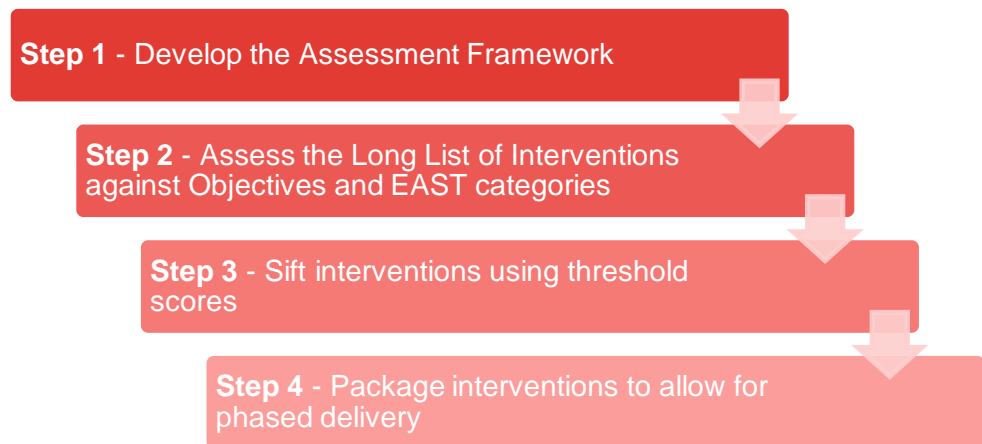 Step 1 - Develop the Assessment Framework
Step 2 - Assess the Long List of Interventions
against Objectives and EAST categories
Step 3 - Sift interventions using threshold
scores
Step 4 - Package interventions to allow for
phased delivery